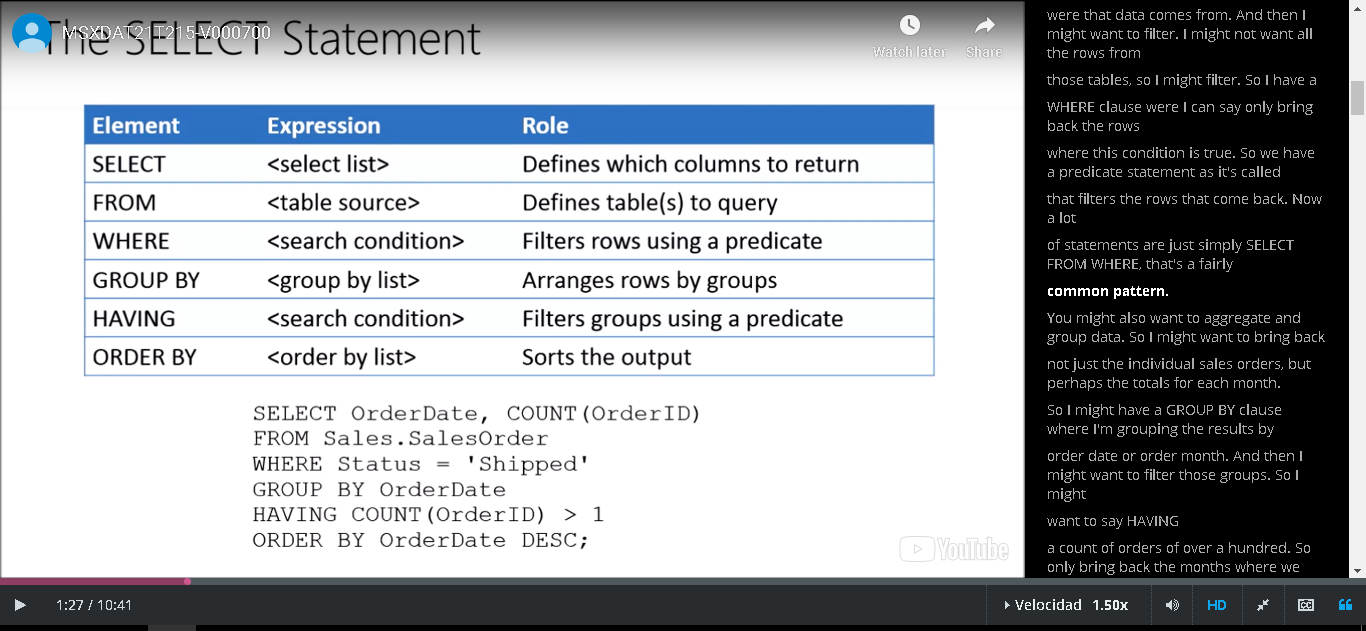 The SELECT Statement
MSXDAT21T215-V000700
Watch later
Share
Element Expression Role
SELECT <select list> Defines which columns to return
FROM <table source> Defines table(s) to query
WHERE <search condition> Filters rows using a predicate
GROUP BY <group by list> Arranges rows by groups
HAVING <search condition> Filters groups using a predicate
ORDER BY <order by list> Sorts the output
SELECT OrderDate, COUNT(OrderID)
FROM Sales.SalesOrder
WHERE Status = 'Shipped'
GROUP BY OrderDate
HAVING COUNT(OrderID) > 1
ORDER BY OrderDate DESC;
YouTube
were that data comes from. And then I
might want to filter. I might not want all
the rows from
those tables, so I might filter. So I have a
WHERE clause were I can say only bring
back the rows
where this condition is true. So we have
a predicate statement as it's called
that filters the rows that come back. Now
a lot
of statements are just simply SELECT
FROM WHERE, that's a fairly
common pattern.
You might also want to aggregate and
group data. So I might want to bring back
not just the individual sales orders, but
perhaps the totals for each month.
So I might have a GROUP BY clause
where I'm grouping the results by
order date or order month. And then I
might want to filter those groups. So I
might
want to say HAVING
a count of orders of over a hundred. So
only bring back the months where we
1:27 / 10:41
Velocidad 1.50x
HD
CC